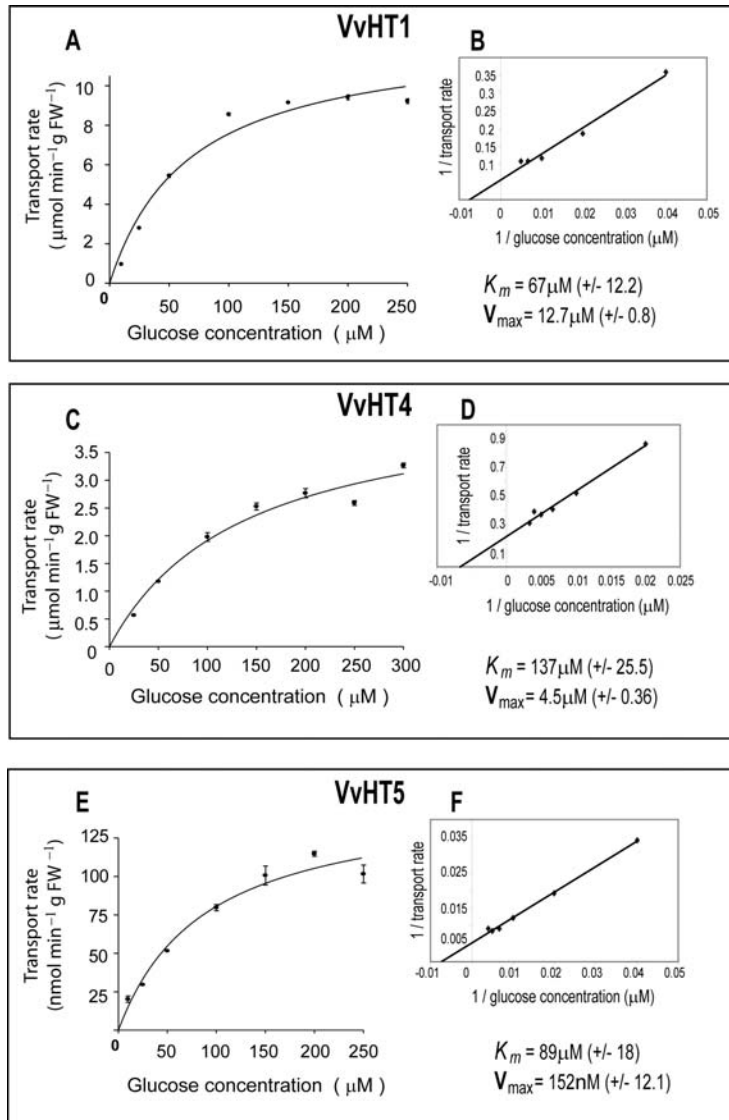 VvHT1
A
Transport rate
( μmol min⁻¹g FW⁻¹)
10
8
6
4
2
0
0
50
100
150
200
250
Glucose concentration ( μM)
B
1 / transport rate
0.35
0.3
0.25
0.2
0.15
0.1
-0.01
0
0.01
0.02
0.03
0.04
0.05
1 / glucose concentration (μM)
Km = 67μM (+/- 12.2)
Vmax = 12.7μM (+/- 0.8)
VvHT4
C
Transport rate
( μmol min⁻¹g FW⁻¹)
3.5
3.0
2.5
2.0
1.5
1.0
0.5
0
0
50
100
150
200
250
300
Glucose concentration ( μM)
D
1 / transport rate
0.9
0.7
0.5
0.3
0.1
-0.01
0
0.005
0.01
0.015
0.02
0.025
1 / glucose concentration (μM)
Km = 137μM (+/- 25.5)
Vmax = 4.5μM (+/- 0.36)
VvHT5
E
Transport rate
(nmol min⁻¹g FW⁻¹)
125
100
75
50
25
0
50
100
150
200
250
Glucose concentration ( μM)
F
1 / transport rate
0.035
0.025
0.015
0.005
-0.01
0
0.01
0.02
0.03
0.04
0.05
1 / glucose concentration (μM)
Km = 89μM (+/- 18)
Vmax = 152nM (+/- 12.1)